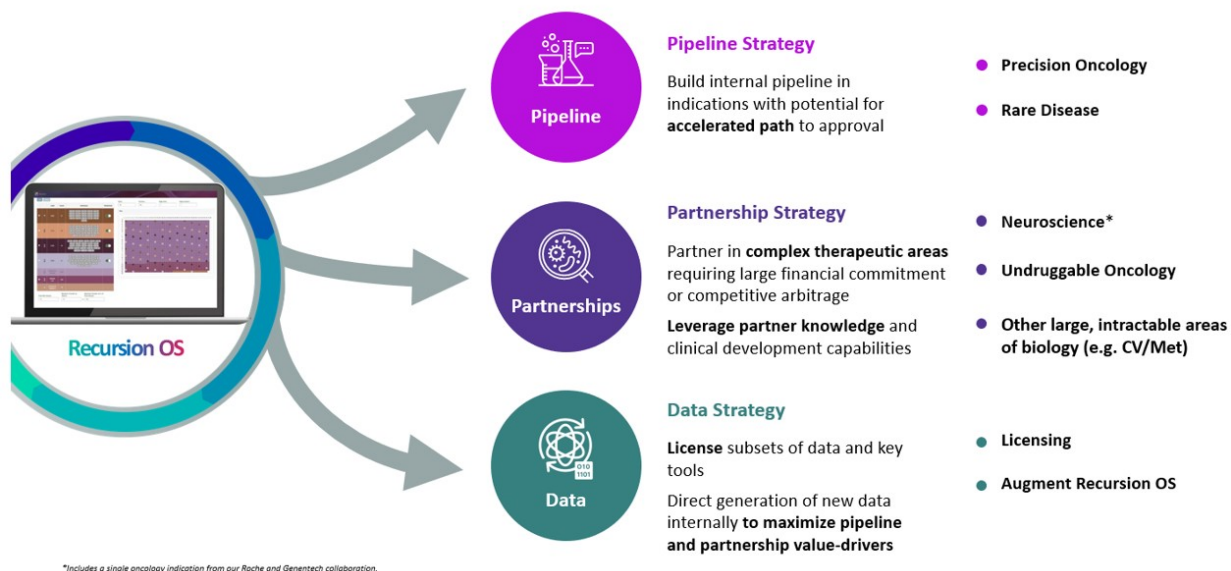 Pipeline
Pipeline Strategy
Build internal pipeline in
indications with potential for
accelerated path to approval
Precision Oncology
Rare Disease
Recursion OS
Partnerships
Partnership Strategy
Partner in complex therapeutic areas
requiring large financial commitment
or competitive arbitrage
Leverage partner knowledge and
clinical development capabilities
Neuroscience*
Undruggable Oncology
Other large, intractable areas
of biology (e.g. CV/Met)
010
1101
Data
Data Strategy
License subsets of data and key
tools
Direct generation of new data
internally to maximize pipeline
and partnership value-drivers
Licensing
Augment Recursion OS
*Includes a single oncology indication from our Roche and Genentech collaboration.